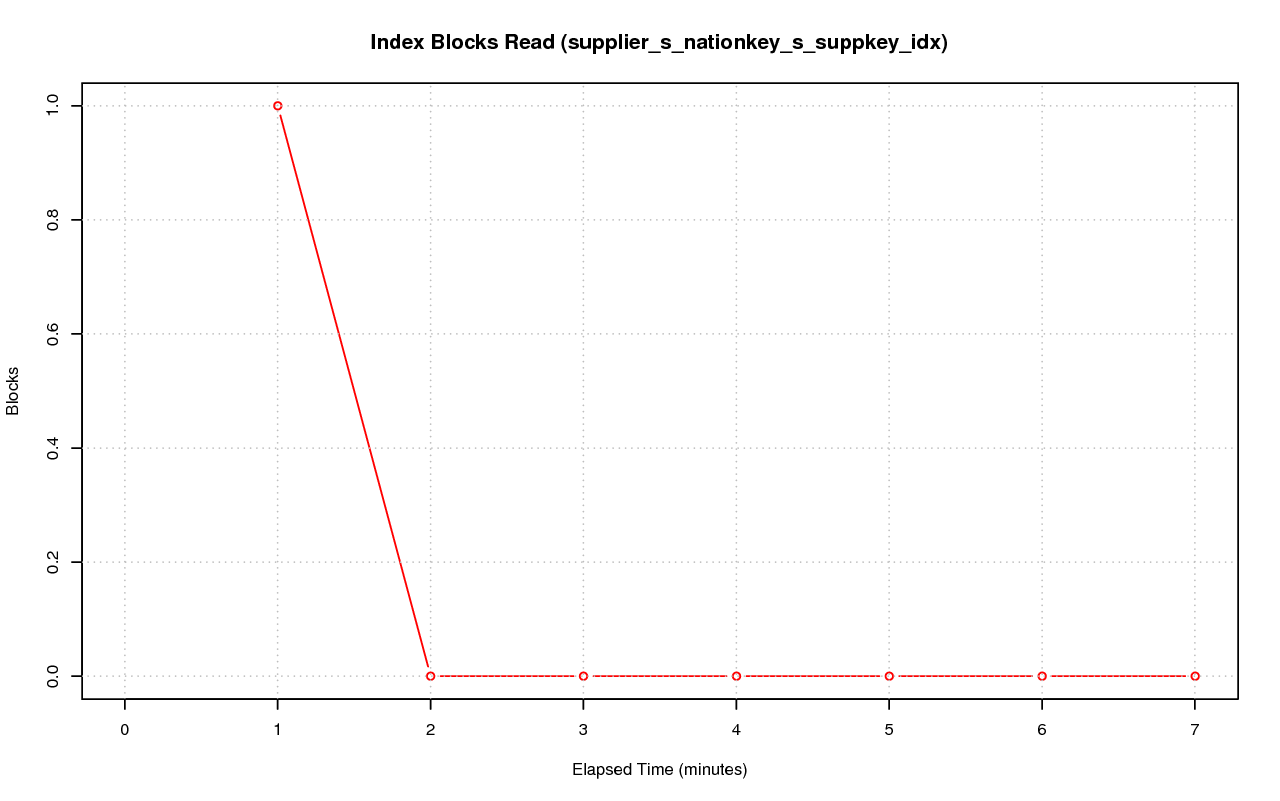 Index Blocks Read (supplier_s_nationkey_s_suppkey_idx)
Blocks
1.0
0.8
0.6
0.4
0.2
0.0
0 1 2 3 4 5 6 7
Elapsed Time (minutes)